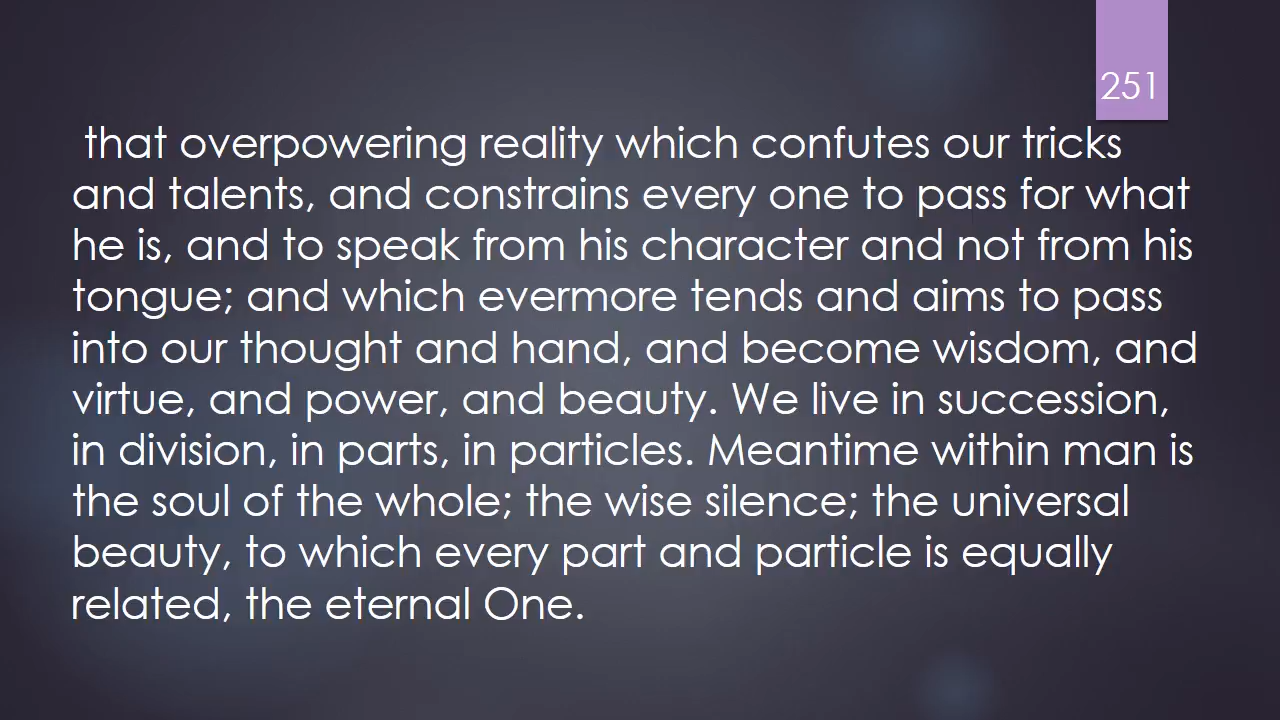 251
that overpowering reality which confutes our tricks
and talents, and constrains every one to pass for what
he is, and to speak from his character and not from his
tongue; and which evermore tends and aims to pass
into our thought and hand, and become wisdom, and
virtue, and power, and beauty. We live in succession,
in division, in parts, in particles. Meantime within man is
the soul of the whole; the wise silence; the universal
beauty, to which every part and particle is equally
related, the eternal One.